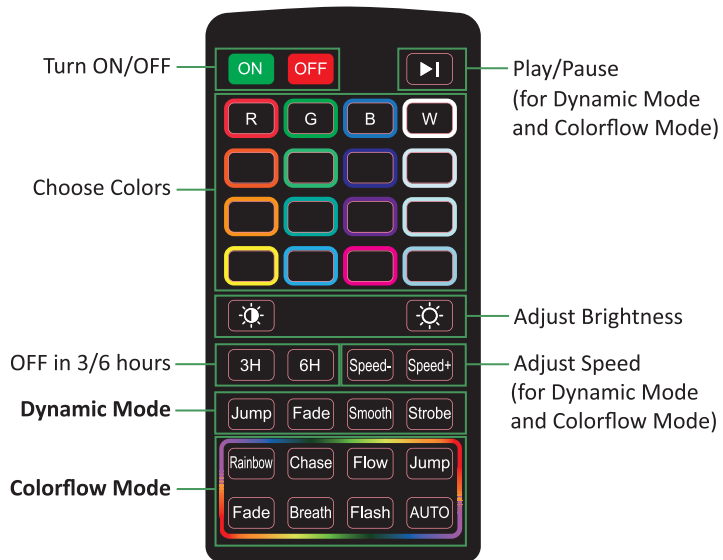 Turn ON/OFF
ON OFF
Play/Pause
(for Dynamic Mode
and Colorflow Mode)
R G B W
Choose Colors
Adjust Brightness
OFF in 3/6 hours
3H 6H Speed- Speed+
Adjust Speed
(for Dynamic Mode
and Colorflow Mode)
Dynamic Mode
Jump Fade Smooth Strobe
Colorflow Mode
Rainbow Chase Flow Jump
Fade Breath Flash AUTO